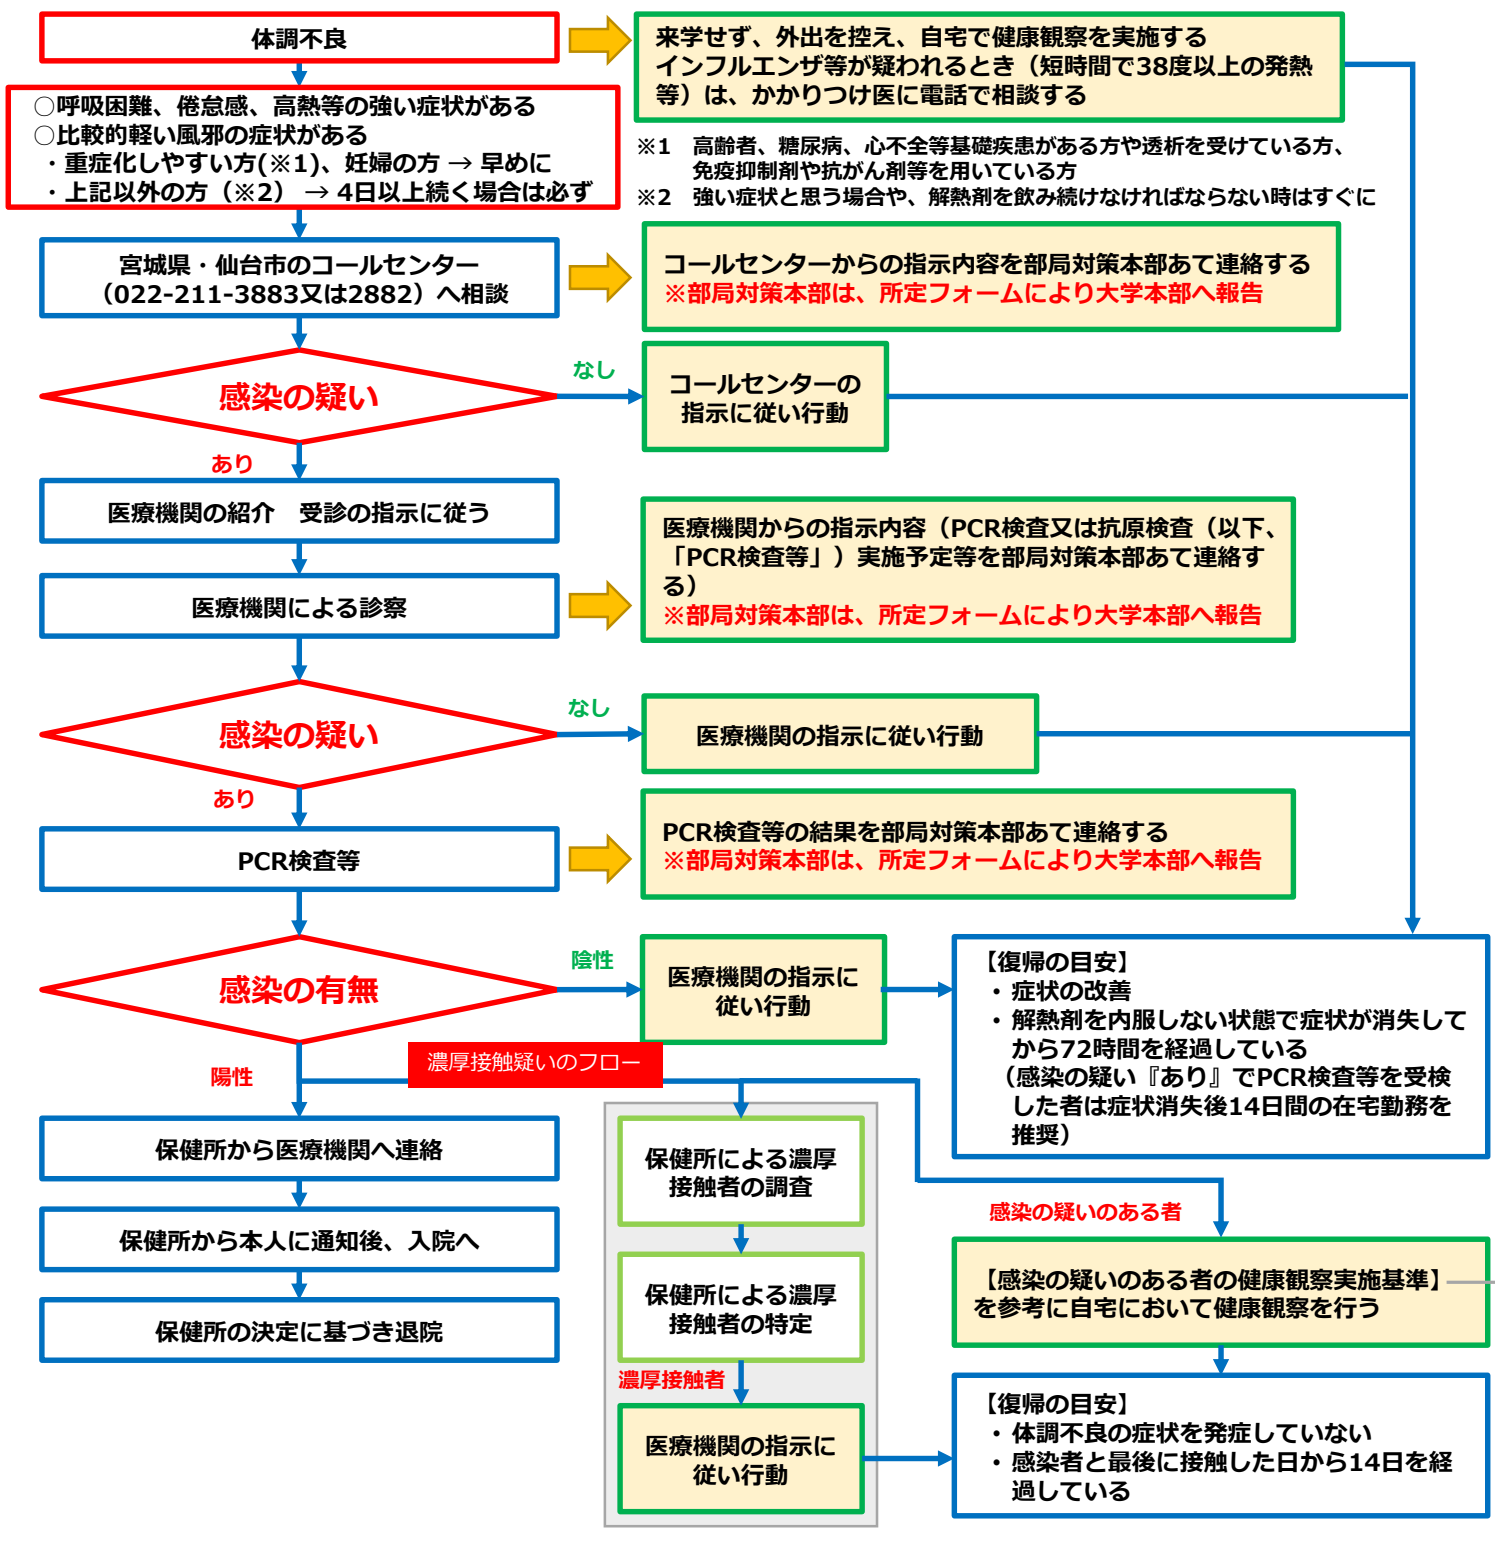 体調不良
来学せず、外出を控え、自宅で健康観察を実施する
インフルエンザ等が疑われるとき（短時間で38度以上の発熱
等）は、かかりつけ医に電話で相談する
○呼吸困難、倦怠感、高熱等の強い症状がある
○比較的軽い風邪の症状がある
・重症化しやすい方(※1)、妊婦の方 → 早めに
・上記以外の方（※2） → 4日以上続く場合は必ず
※1　高齢者、糖尿病、心不全等基礎疾患がある方や透析を受けている方、
免疫抑制剤や抗がん剤等を用いている方
※2　強い症状と思う場合や、解熱剤を飲み続けなければならない時はすぐに
宮城県・仙台市のコールセンター
（022-211-3883又は2882）へ相談
コールセンターからの指示内容を部局対策本部あて連絡する
※部局対策本部は、所定フォームにより大学本部へ報告
感染の疑い
なし
コールセンターの
指示に従い行動
あり
医療機関の紹介　受診の指示に従う
医療機関による診察
医療機関からの指示内容（PCR検査又は抗原検査（以下、
「PCR検査等」）実施予定等を部局対策本部あて連絡す
る）
※部局対策本部は、所定フォームにより大学本部へ報告
感染の疑い
なし
医療機関の指示に従い行動
あり
PCR検査等
PCR検査等の結果を部局対策本部あて連絡する
※部局対策本部は、所定フォームにより大学本部へ報告
感染の有無
陰性
医療機関の指示に
従い行動
【復帰の目安】
・症状の改善
・解熱剤を内服しない状態で症状が消失して
から72時間を経過している
（感染の疑い『あり』でPCR検査等を受検
した者は症状消失後14日間の在宅勤務を
推奨）
陽性
濃厚接触疑いのフロー
保健所から医療機関へ連絡
保健所から本人に通知後、入院へ
保健所の決定に基づき退院
保健所による濃厚
接触者の調査
保健所による濃厚
接触者の特定
濃厚接触者
医療機関の指示に
従い行動
感染の疑いのある者
【感染の疑いのある者の健康観察実施基準】
を参考に自宅において健康観察を行う
【復帰の目安】
・体調不良の症状を発症していない
・感染者と最後に接触した日から14日を経
過している